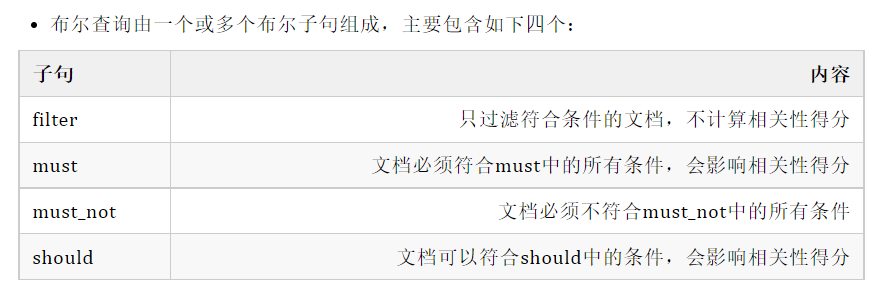 布尔查询由一个或多个布尔子句组成，主要包含如下四个：
子句 内容
filter 只过滤符合条件的文档，不计算相关性得分
must 文档必须符合must中的所有条件，会影响相关性得分
must_not 文档必须不符合must_not中的所有条件
should 文档可以符合should中的条件，会影响相关性得分